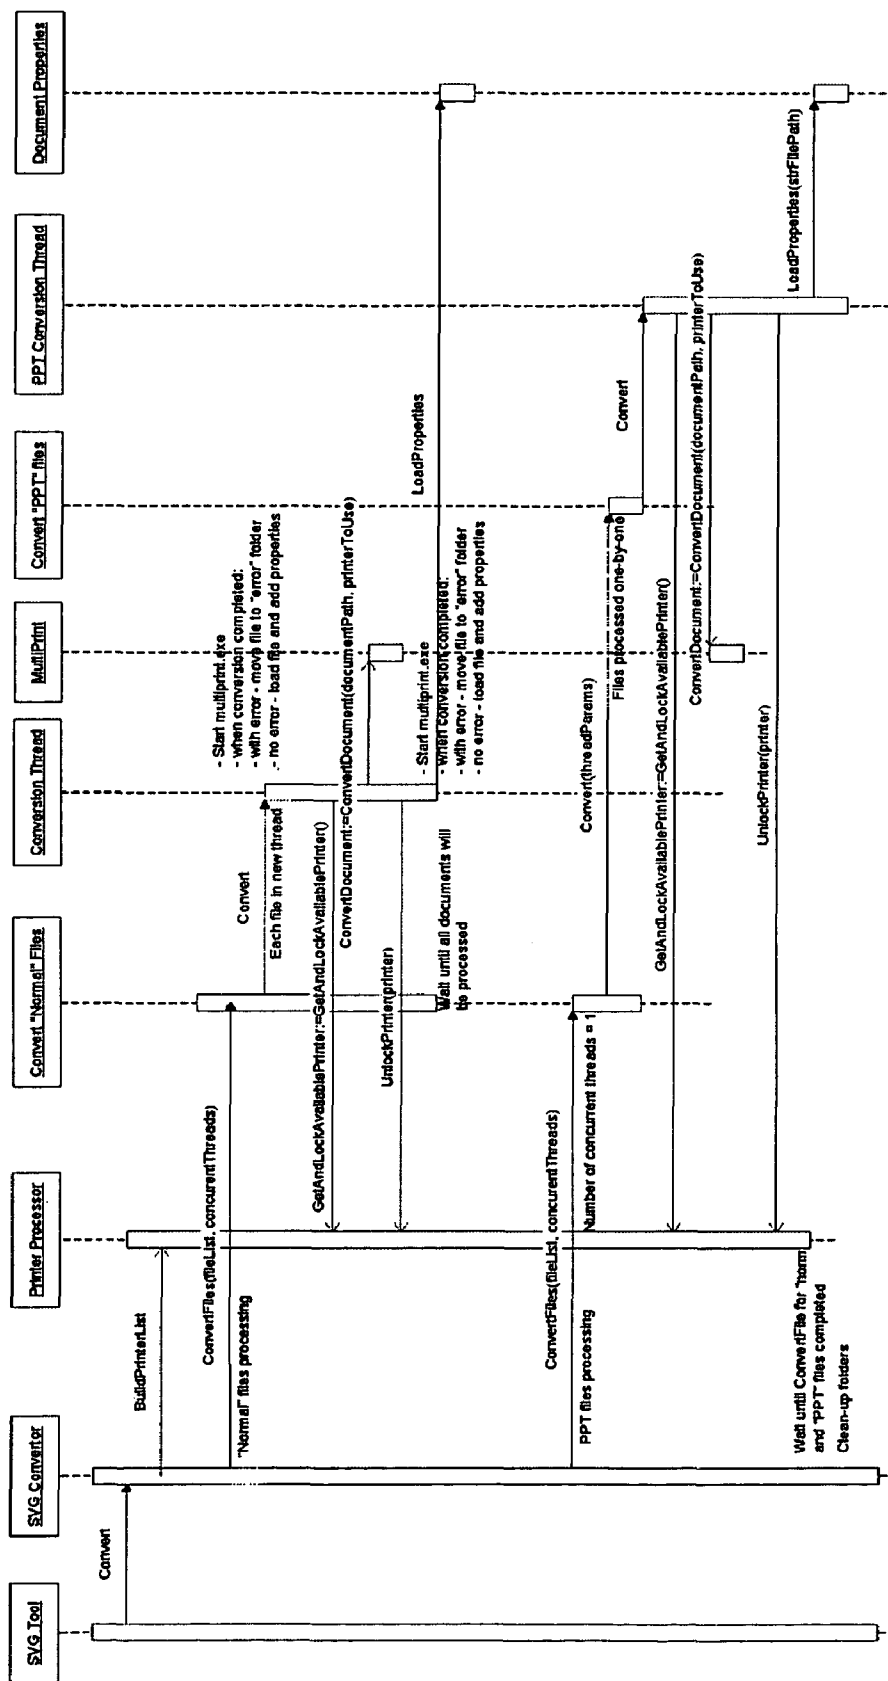 SVG Tool
SVG Convertor
Printer Processor
Convert "Normal" Files
Conversion Thread
MultiPrint
Convert "PPT" files
PPT Conversion Thread
Document Properties
Convert
BuildPrinterList
ConvertFiles(fileList, concurentThreads)
"Normal" files processing
Convert
Each file in new thread
- Start multiprint.exe
- when conversion completed:
- with error - move file to "error" folder
- no error - load file and add properties
GetAndLockAvailablePrinter:=GetAndLockAvailablePrinter()
ConvertDocument:=ConvertDocument(documentPath, printerToUse)
UnlockPrinter(printer)
- Start multiprint.exe
- when conversion completed:
- with error - move file to "error" folder
- no error - load file and add properties
LoadProperties
Wait until all documents will
be processed
ConvertFiles(fileList, concurentThreads)
PPT files processing
Number of concurrent threads = 1
Convert(threadParams)
Files processed one-by-one
Convert
GetAndLockAvailablePrinter:=GetAndLockAvailablePrinter()
ConvertDocument:=ConvertDocument(documentPath, printerToUse)
UnlockPrinter(printer)
LoadProperties(strFilePath)
Wait until ConvertFile for "norm
and "PPT" files completed
Clean-up folders